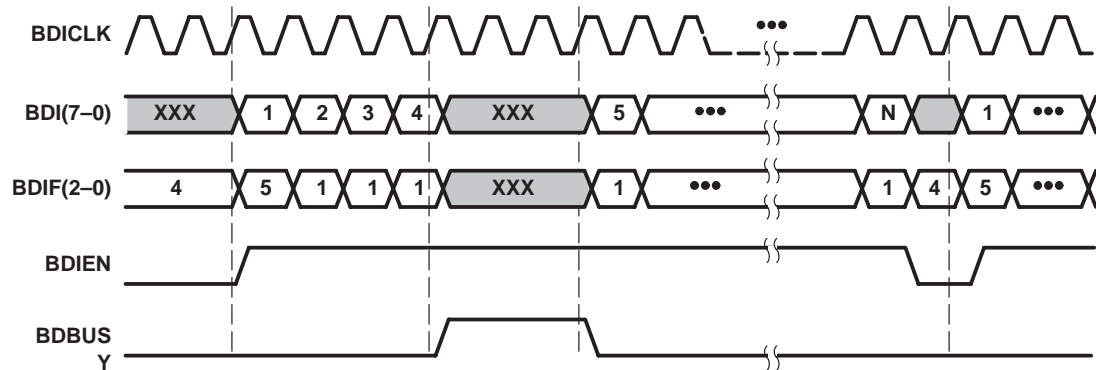 BDICLK •••
BDI(7–0) XXX 1 2 3 4 XXX 5 ••• N 1 •••
BDIF(2–0) 4 5 1 1 1 XXX 1 ••• 1 4 5 •••
BDIEN
BDBUS
Y